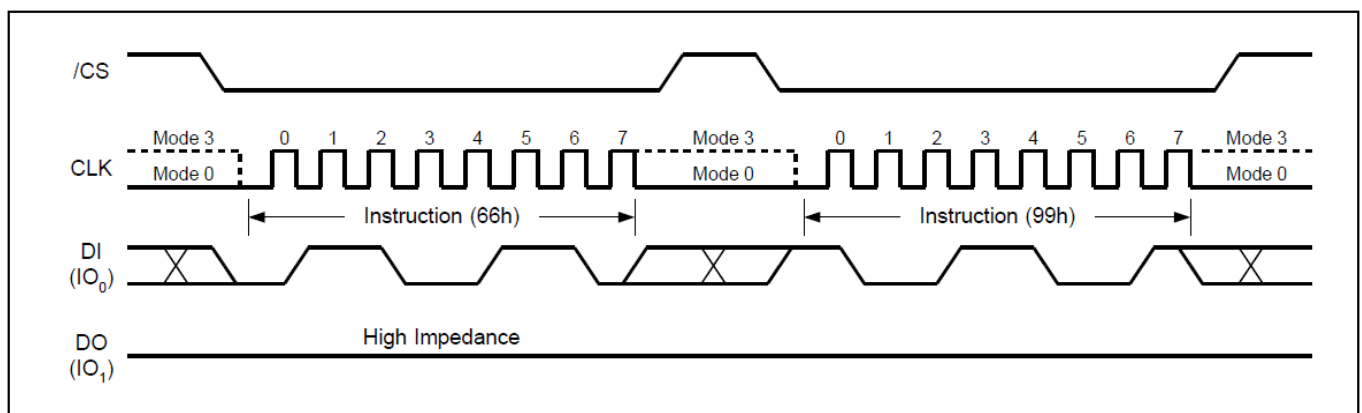 /CS
Mode 3 0 1 2 3 4 5 6 7 Mode 3 0 1 2 3 4 5 6 7 Mode 3
CLK
Mode 0 Mode 0 Mode 0
Instruction (66h) Instruction (99h)
DI
(IO₀)
High Impedance
DO
(IO₁)